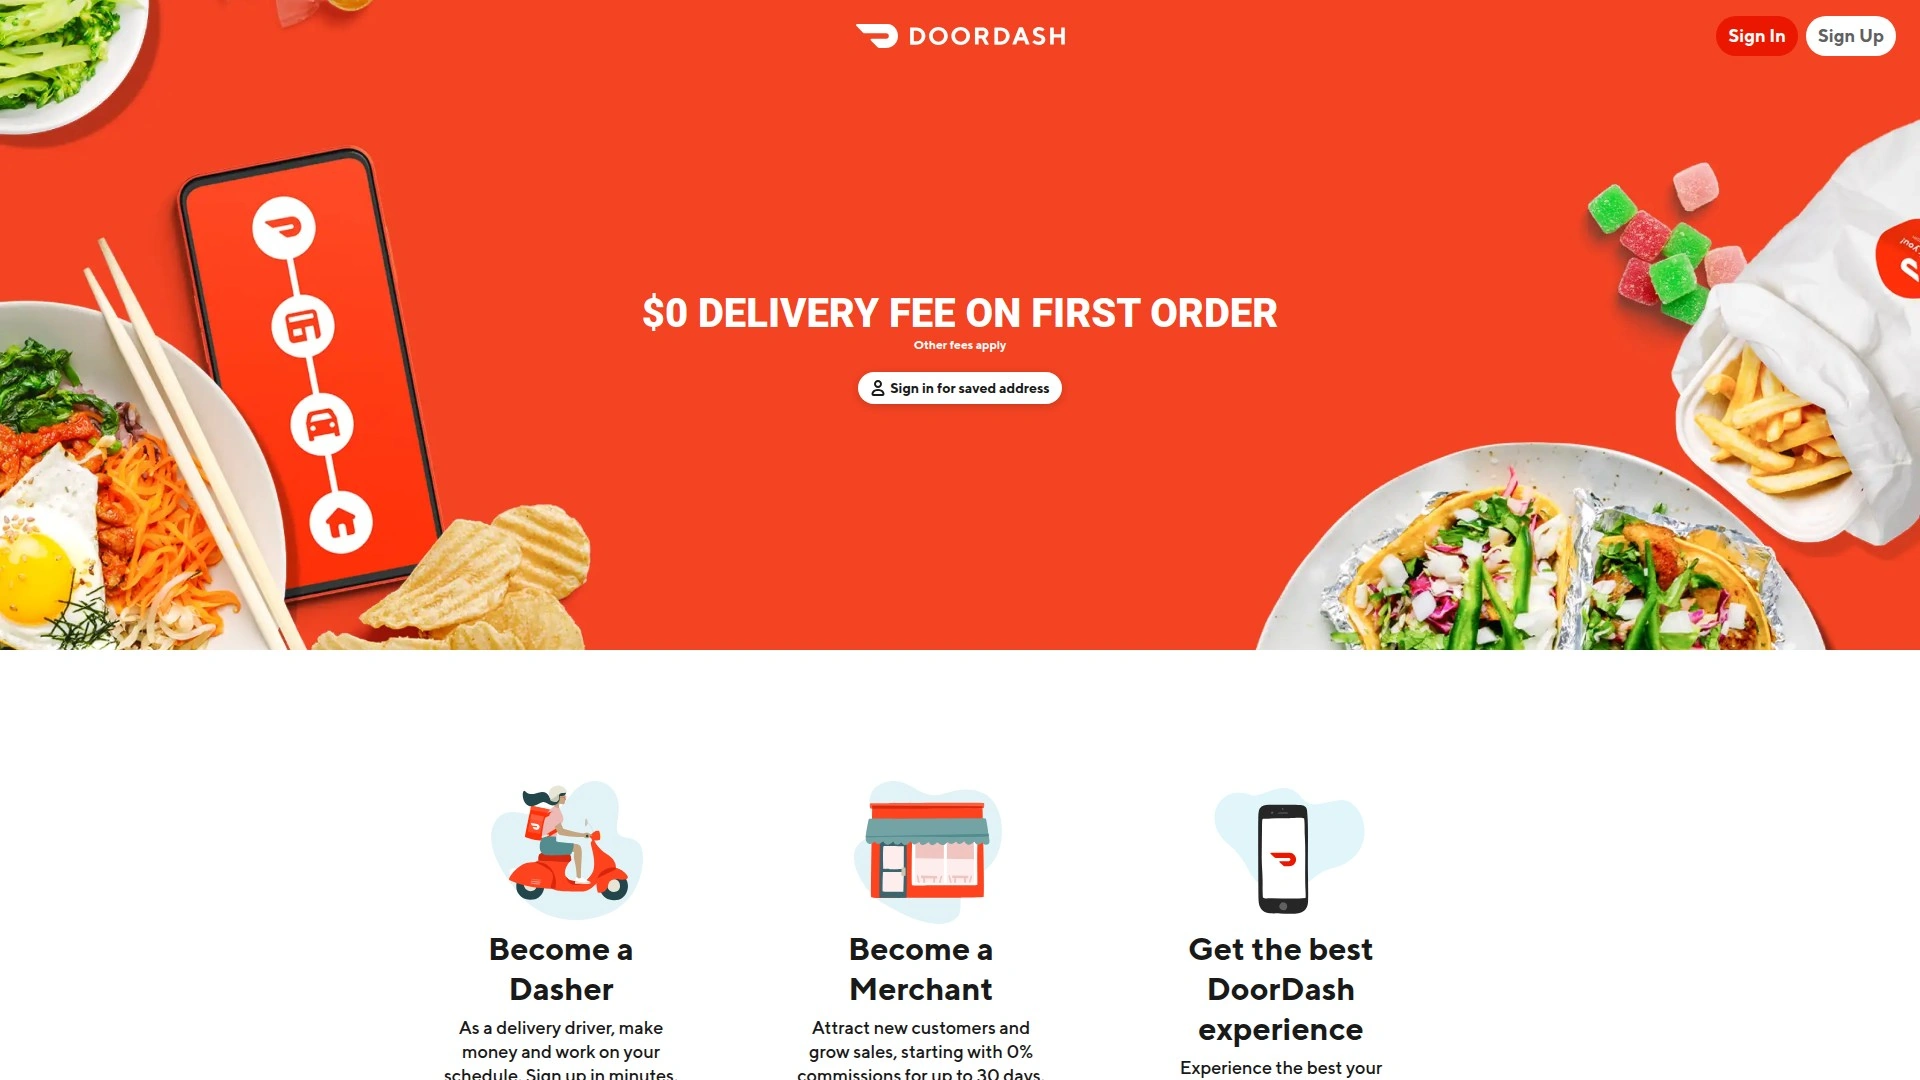 DOORDASH
Sign In
Sign Up
$0 DELIVERY FEE ON FIRST ORDER
Other fees apply
Sign in for saved address
Become a
Dasher
As a delivery driver, make
money and work on your
schedule. Sign up in minutes.
Become a
Merchant
Attract new customers and
grow sales, starting with 0%
commissions for up to 30 days.
Get the best
DoorDash
experience
Experience the best your